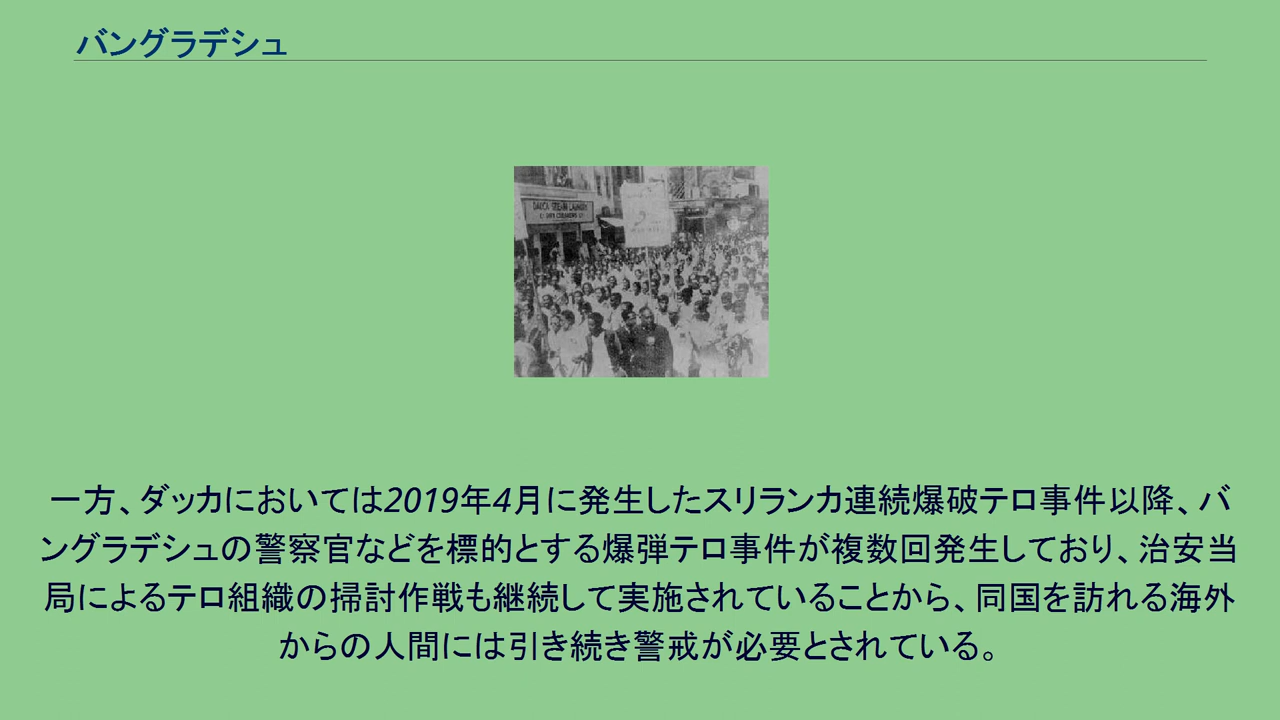 バングラデシュ
DACCA STEAM LAUNDRY
一方、ダッカにおいては2019年4月に発生したスリランカ連続爆破テロ事件以降、バ
ングラデシュの警察官などを標的とする爆弾テロ事件が複数回発生しており、治安当
局によるテロ組織の掃討作戦も継続して実施されていることから、同国を訪れる海外
からの人間には引き続き警戒が必要とされている。